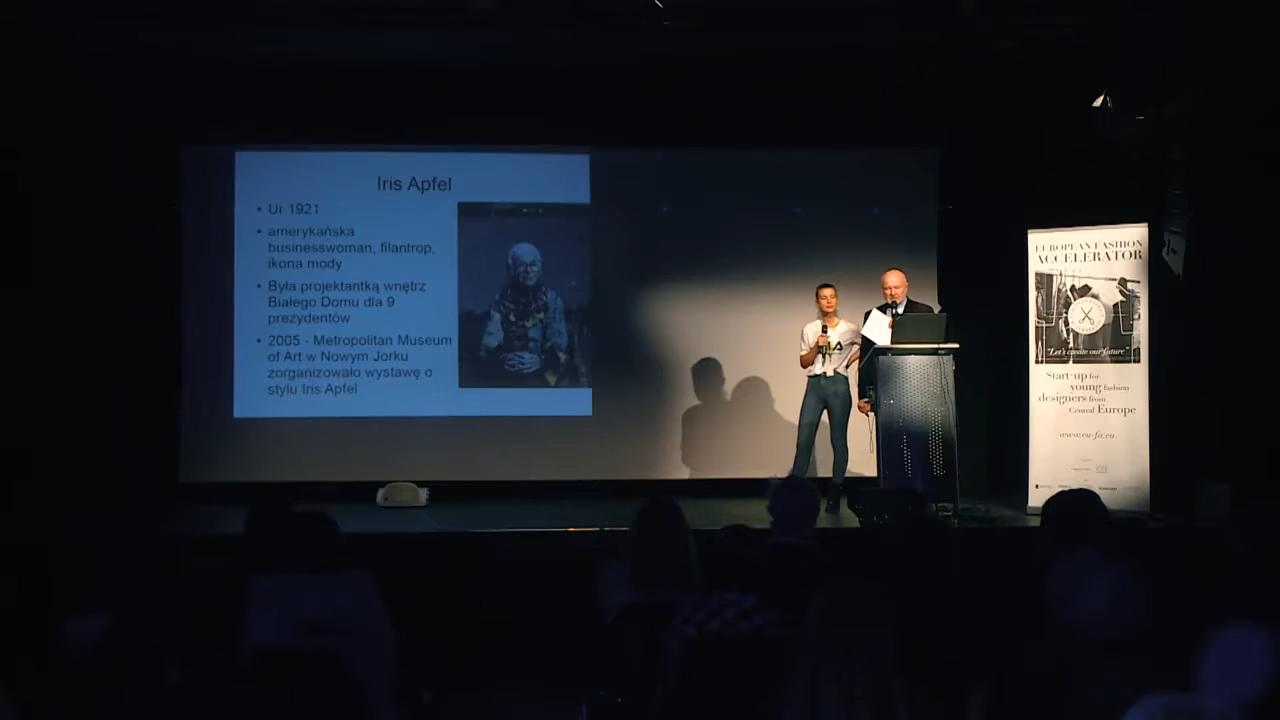 Iris Apfel
• Ur 1921
• amerykańska
businesswoman, filantrop,
ikona mody
• Była projektantką wnętrz
Białego Domu dla 9
prezydentów
• 2005 - Metropolitan Museum
of Art w Nowym Jorku
zorganizowało wystawę o
stylu Iris Apfel
EUROPEAN FASHION
ACCELERATOR
"Let's create our future"
Start-up for
young fashion
designers from
Central Europe
www.eu-fa.eu